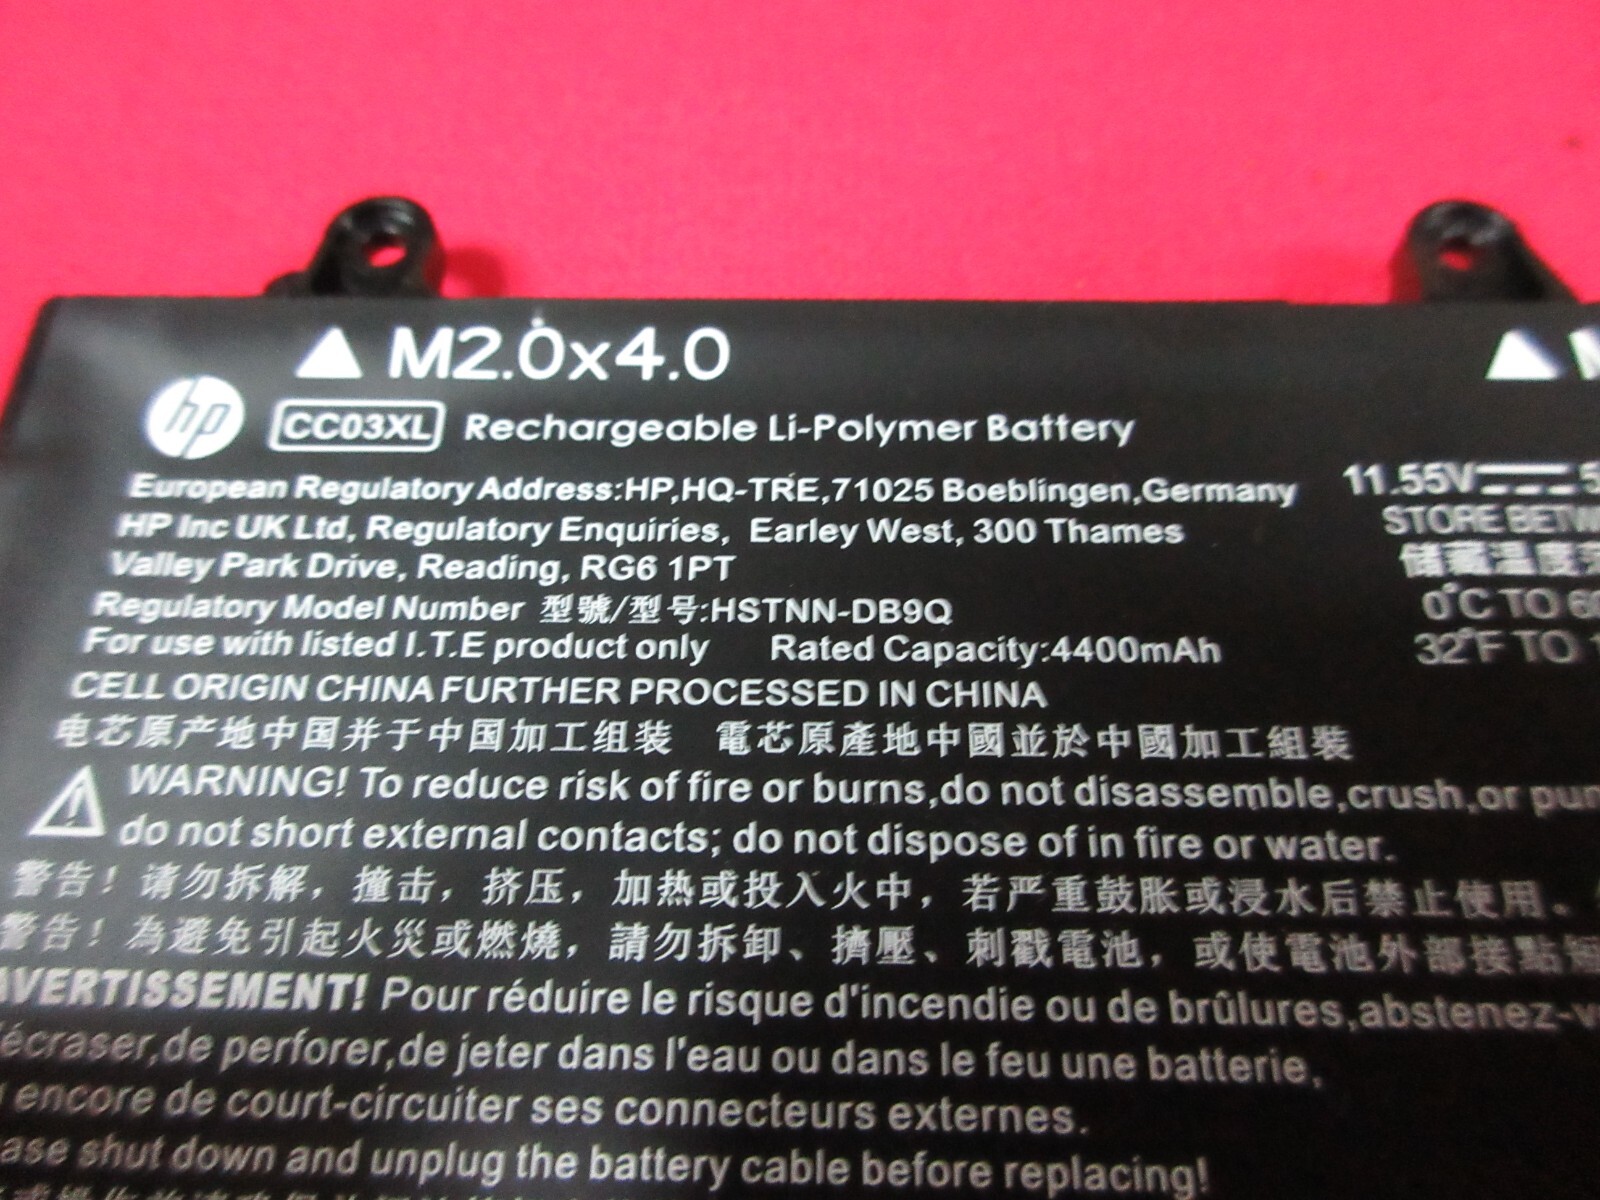 M2.0x4.0
hp CC03XL Rechargeable Li-Polymer Battery
European Regulatory Address:HP,HQ-TRE,71025 Boeblingen,Germany
11.55V
HP Inc UK Ltd, Regulatory Enquiries, Earley West, 300 Thames
STORE
Valley Park Drive, Reading, RG6 1PT
储藏温度
Regulatory Model Number 型號/型号:HSTNN-DB9Q
0°C TO
For use with listed I.T.E product only Rated Capacity:4400mAh
32°F TO
CELL ORIGIN CHINA FURTHER PROCESSED IN CHINA
电芯原产地中国并于中国加工组装 電芯原產地中國並於中國加工組裝
WARNING! To reduce risk of fire or burns,do not disassemble,crush,or
do not short external contacts; do not dispose of in fire or water.
警告！请勿拆解，撞击，挤压，加热或投入火中，若严重鼓胀或浸水后禁止使用。
警告！為避免引起火災或燃燒，請勿拆卸、擠壓、刺戳電池，或使電池外部接點短
AVERTISSEMENT! Pour réduire le risque d'incendie ou de brûlures,abstenez-
écraser,de perforer,de jeter dans l'eau ou dans le feu une batterie,
encore de court-circuiter ses connecteurs externes.
shut down and unplug the battery cable before replacing!